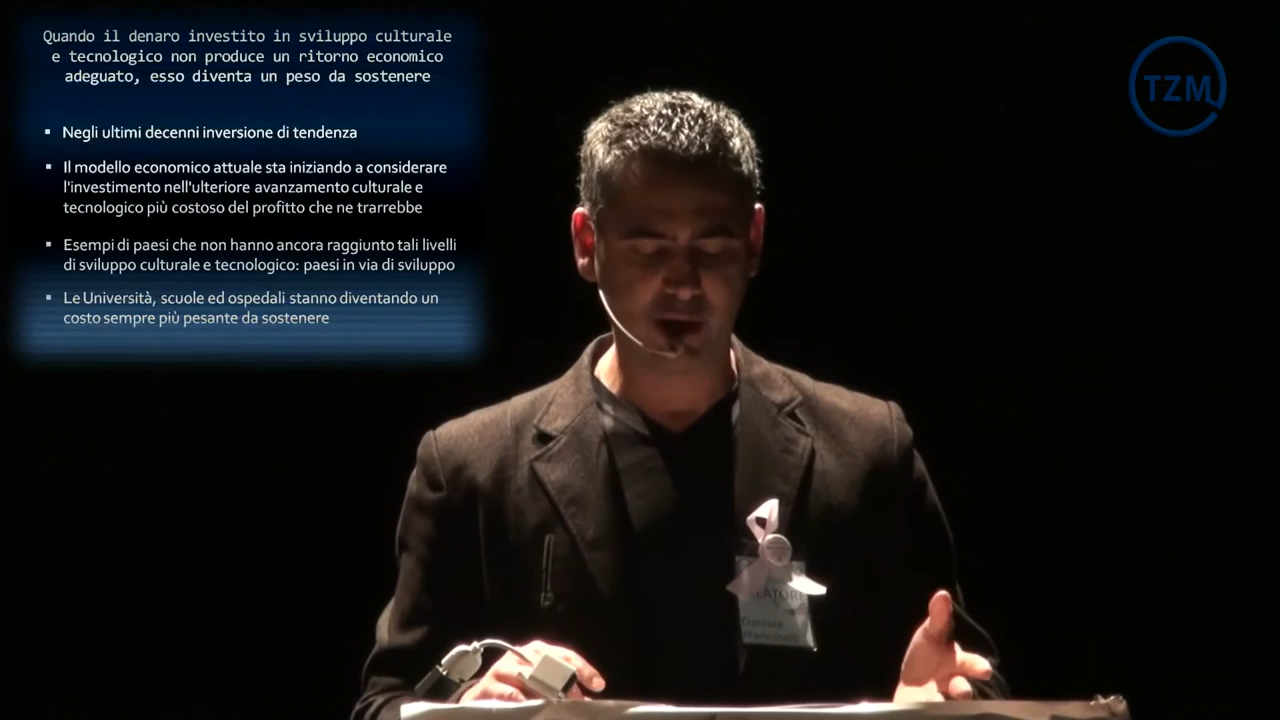 Quando il denaro investito in sviluppo culturale
e tecnologico non produce un ritorno economico
adeguato, esso diventa un peso da sostenere
Negli ultimi decenni inversione di tendenza
Il modello economico attuale sta iniziando a considerare
l'investimento nell'ulteriore avanzamento culturale e
tecnologico più costoso del profitto che ne trarrebbe
Esempi di paesi che non hanno ancora raggiunto tali livelli
di sviluppo culturale e tecnologico: paesi in via di sviluppo
Le Università, scuole ed ospedali stanno diventando un
costo sempre più pesante da sostenere
TZM
Daniele
Mancinelli